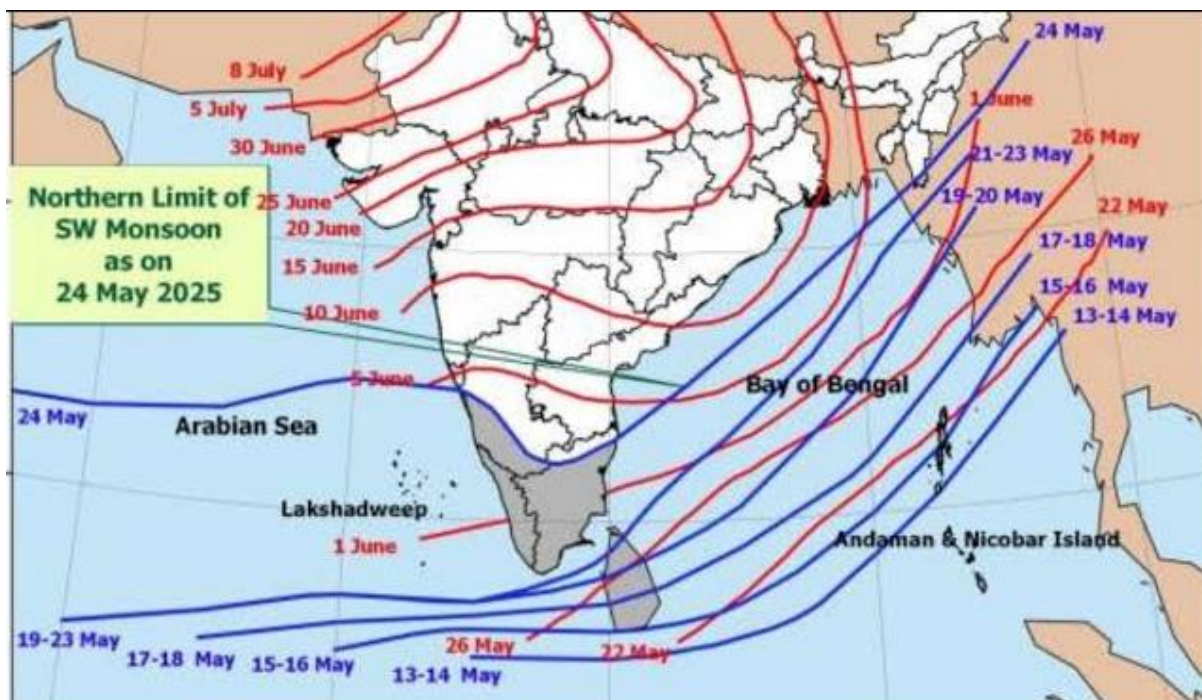 24 May
8 July
1 June
5 July
26 May
30 June
21-23 May
Northern Limit of
SW Monsoon
as on
24 May 2025
25 June
19-20 May
20 June
22 May
17-18 May
15 June
15-16 May
10 June
13-14 May
5 June
Bay of Bengal
24 May
Arabian Sea
Lakshadweep
1 June
Andaman & Nicobar Island
19-23 May
17-18 May
15-16 May
26 May
22 May
13-14 May